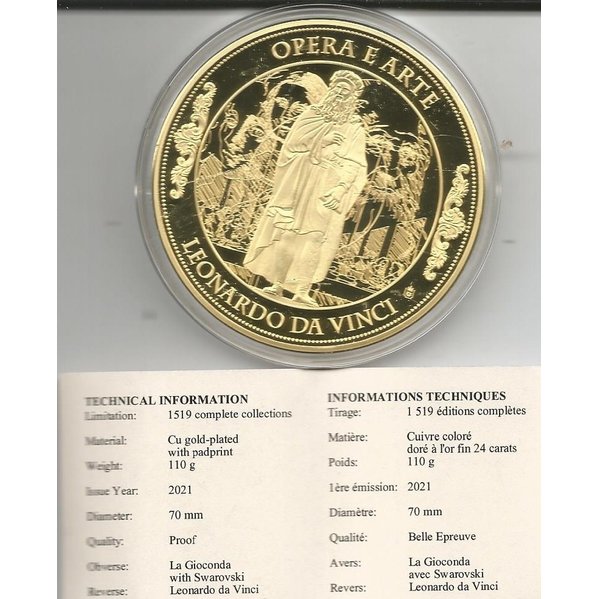 OPERA E ARTE
LEONARDO DA VINCI
TECHNICAL INFORMATION
Limitation: 1519 complete collections
Material: Cu gold-plated
with padprint
Weight: 110 g
Issue Year: 2021
Diameter: 70 mm
Quality: Proof
Obverse: La Gioconda
with Swarovski
Reverse: Leonardo da Vinci
INFORMATIONS TECHNIQUES
Tirage: 1 519 éditions complètes
Matière: Cuivre coloré
doré à l'or fin 24 carats
Poids: 110 g
1ère émission: 2021
Diamètre: 70 mm
Qualité: Belle Epreuve
Avers: La Gioconda
avec Swarovski
Revers: Leonardo da Vinci